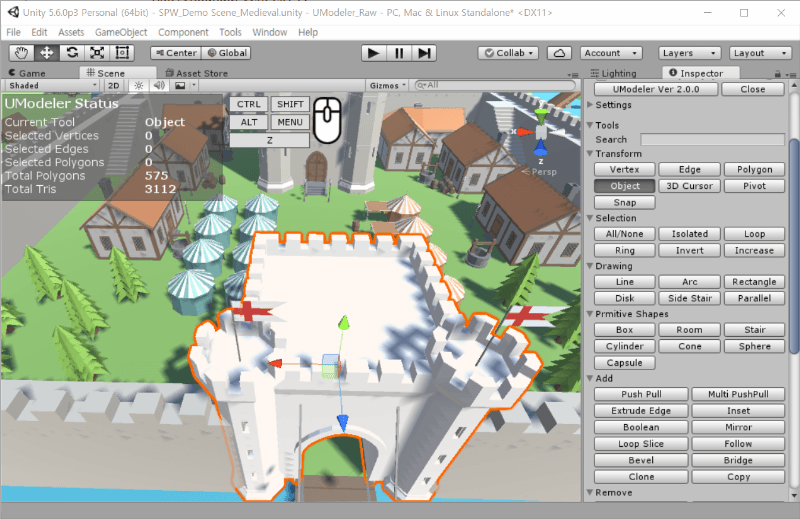 Unity 5.6.0p3 Personal (64bit) - SPW_Demo Scene_Medieval.unity - UModeler_Raw - PC, Mac & Linux Standalone* <DX11>
File Edit Assets GameObject Component Tools Window Help
Center Global Collab Account Layers Layout
Game Scene Asset Store Lighting Inspector
Shaded 2D Gizmos All
UModeler Ver 2.0.0 Close
Settings
UModeler Status
Current Tool Object
Selected Vertices 0
Selected Edges 0
Selected Polygons 0
Total Polygons 575
Total Tris 3112
CTRL SHIFT
ALT MENU
Z
x
z
Persp
Tools
Search
Transform
Vertex Edge Polygon
Object 3D Cursor Pivot
Snap
Selection
All/None Isolated Loop
Ring Invert Increase
Drawing
Line Arc Rectangle
Disk Side Stair Parallel
Prmitive Shapes
Box Room Stair
Cylinder Cone Sphere
Capsule
Add
Push Pull Multi PushPull
Extrude Edge Inset
Boolean Mirror
Loop Slice Follow
Bevel Bridge
Clone Copy
Remove